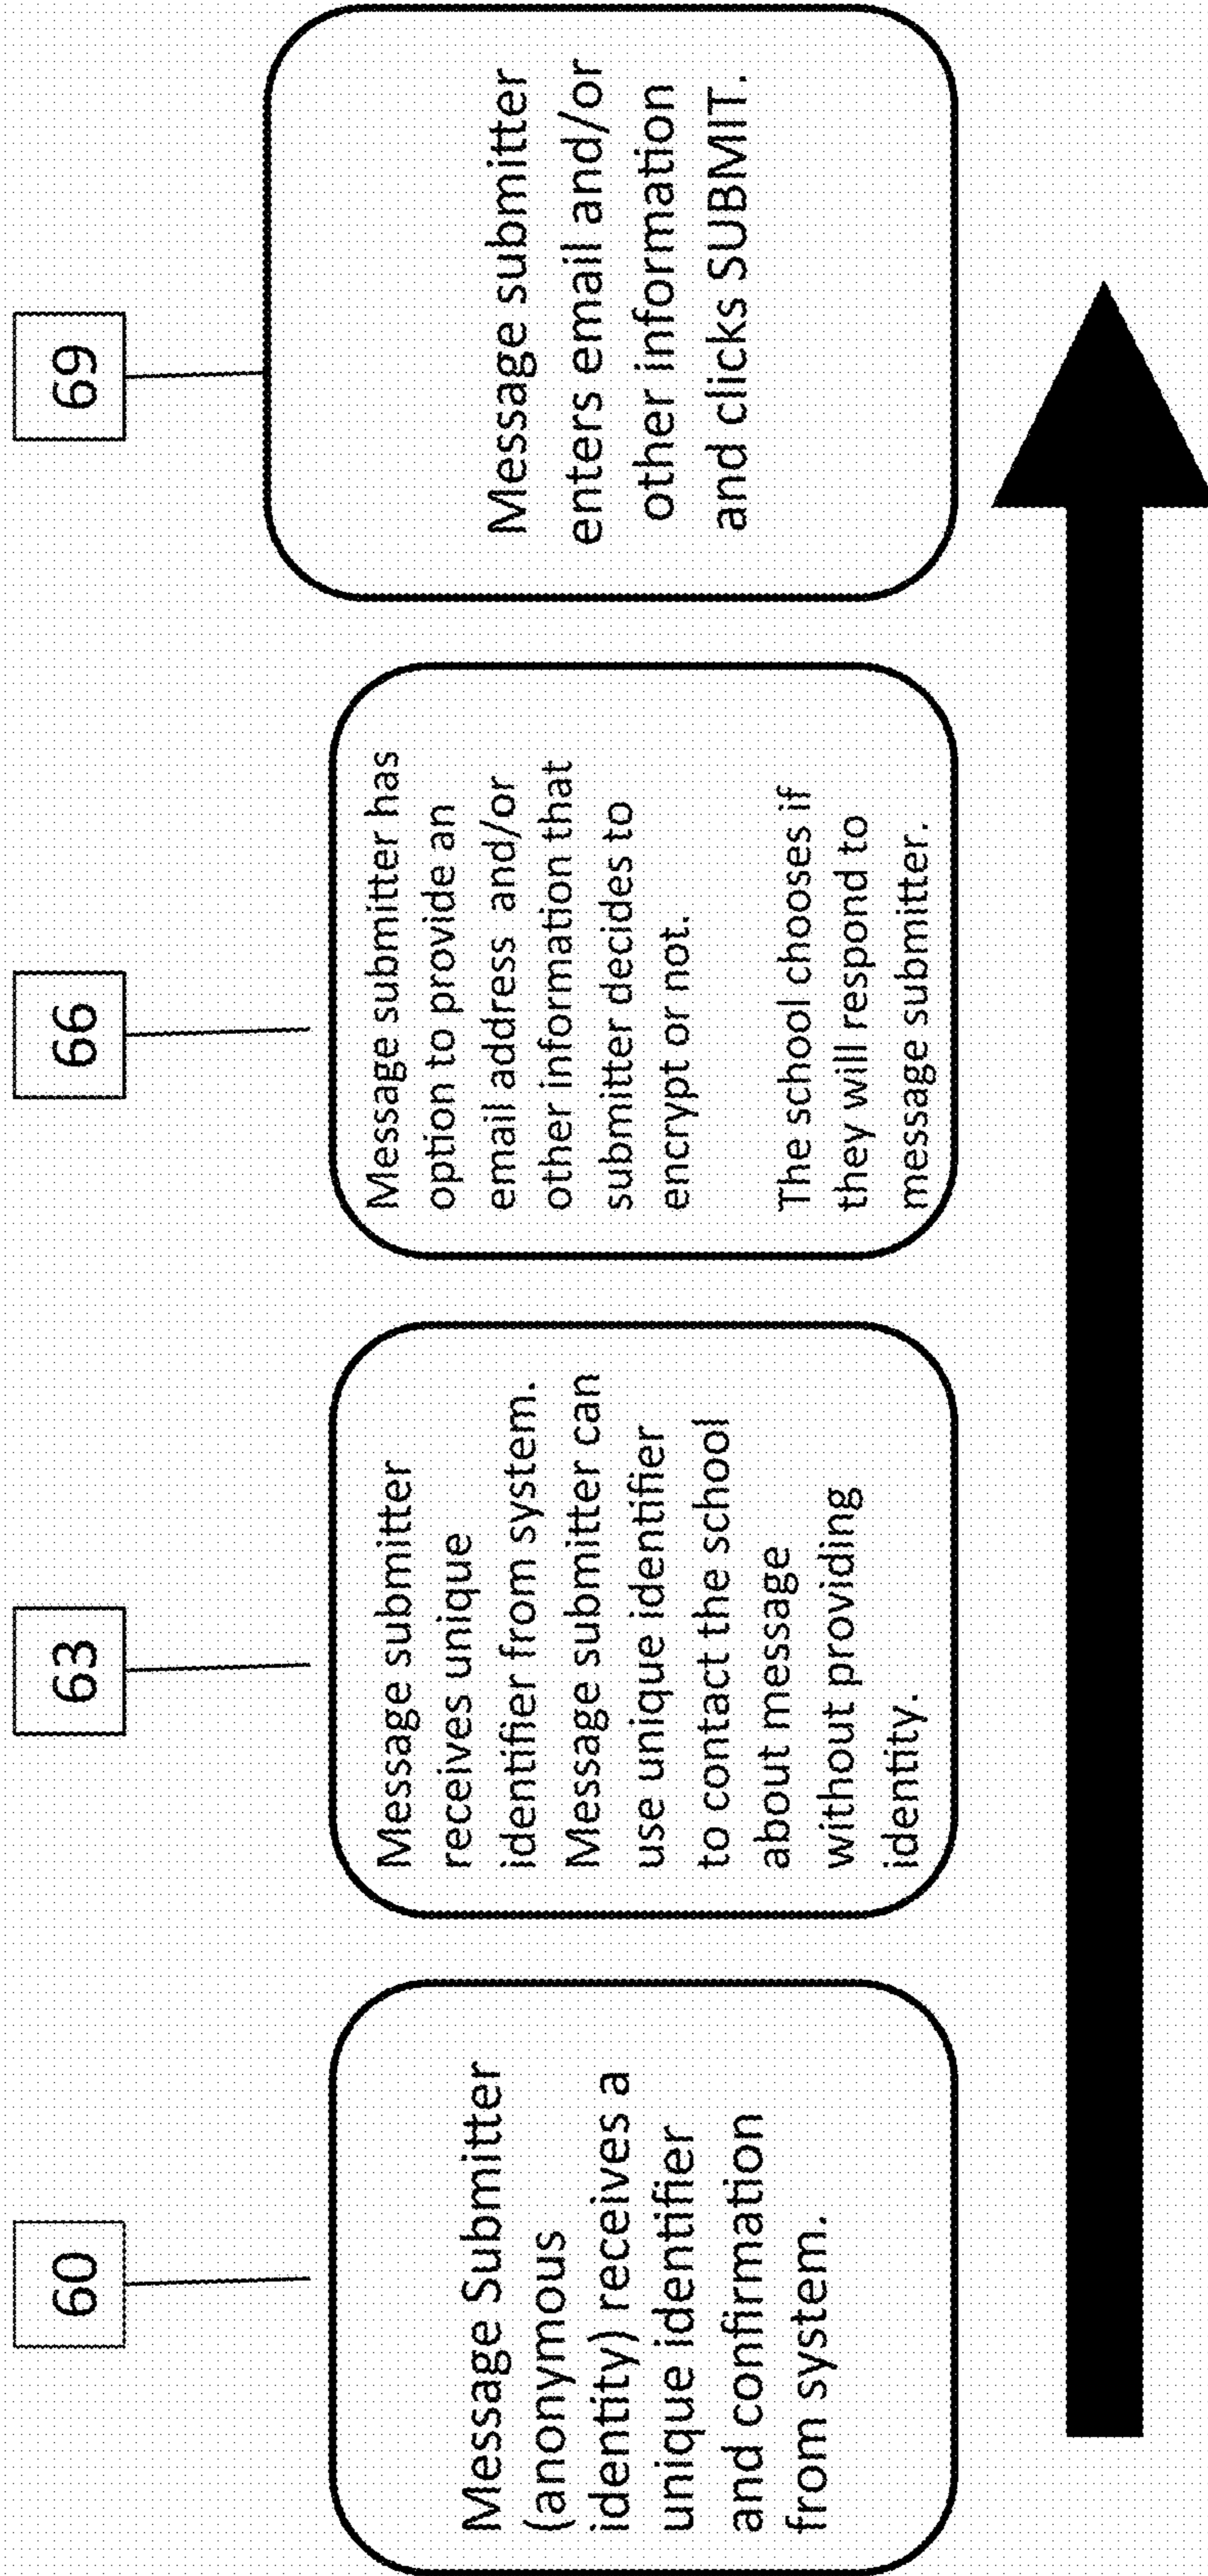 60
Message Submitter
(anonymous
identity) receives a
unique identifier
and confirmation
from system.
63
Message submitter
receives unique
identifier from system.
Message submitter can
use unique identifier
to contact the school
about message
without providing
identity.
66
Message submitter has
option to provide an
email address and/or
other information that
submitter decides to
encrypt or not.
The school chooses if
they will respond to
message submitter.
69
Message submitter
enters email and/or
other information
and clicks SUBMIT.